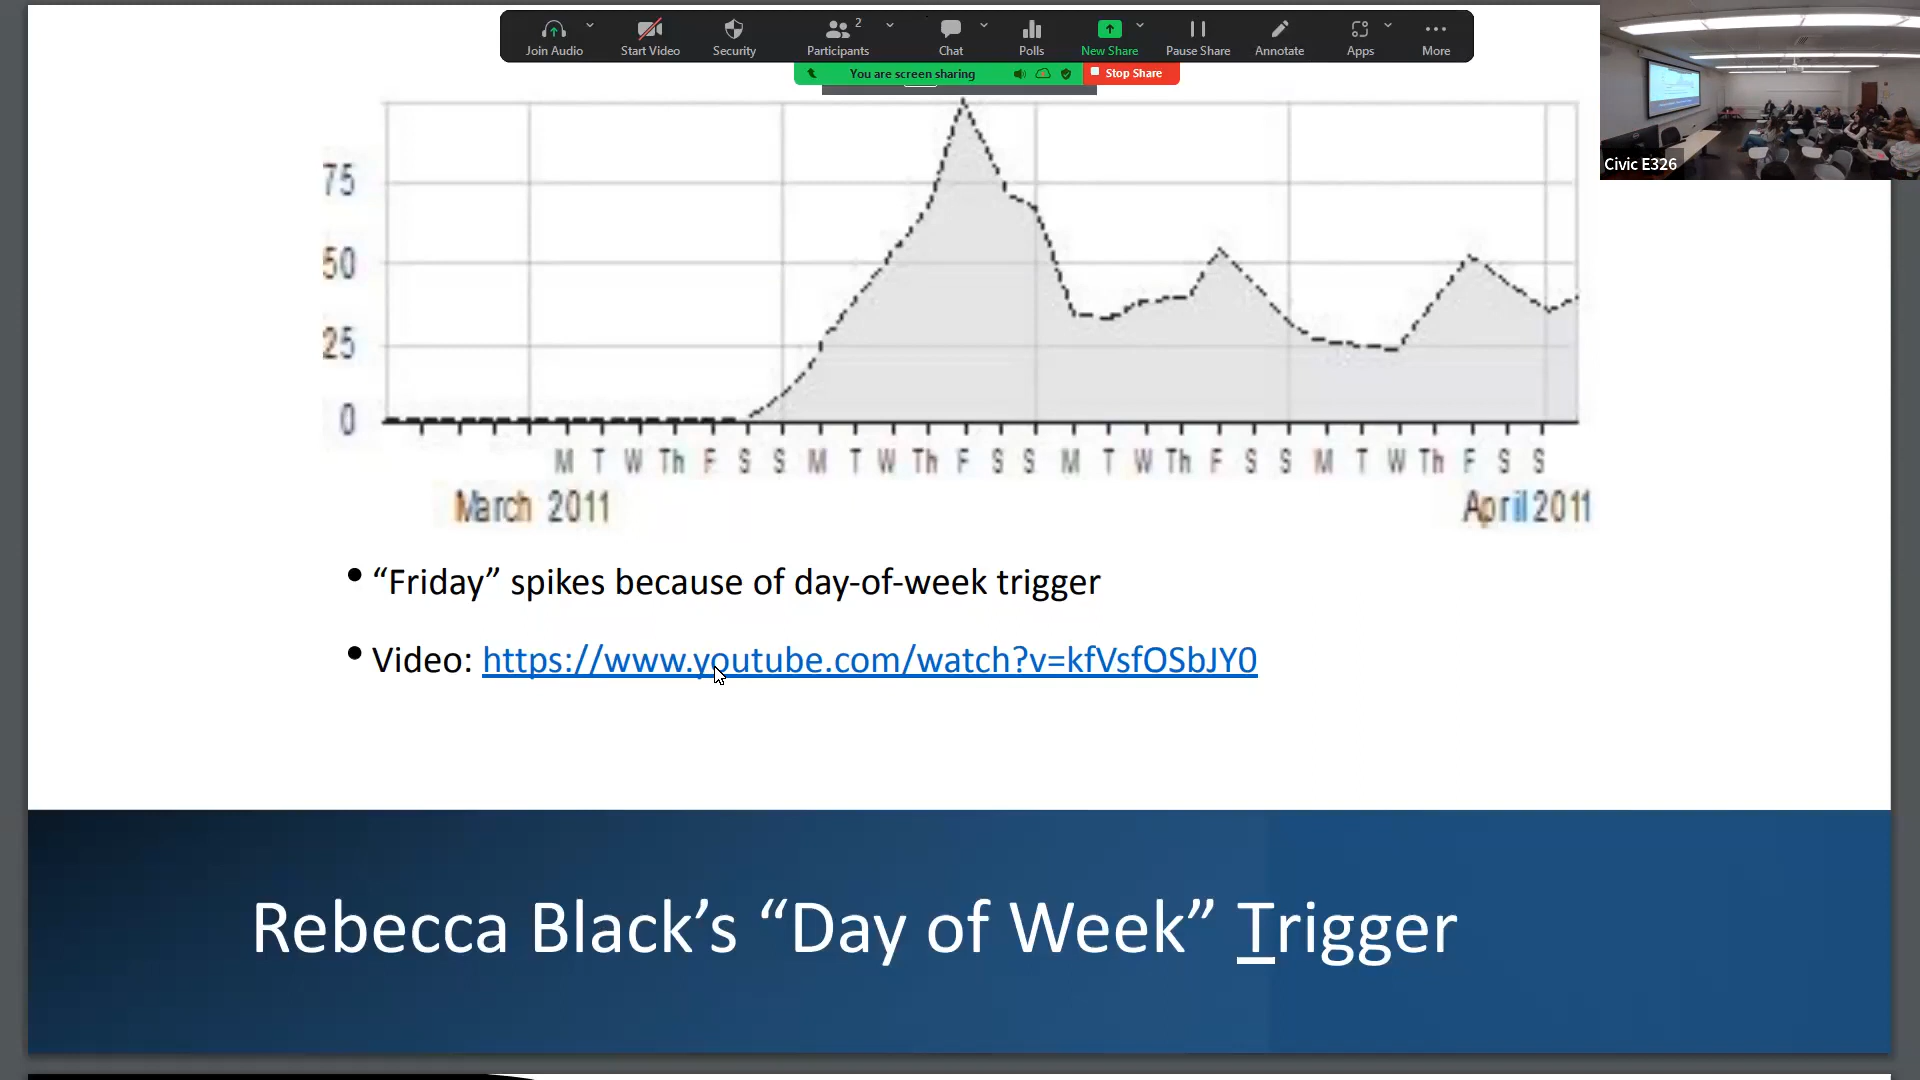 Join Audio Start Video Security Participants 2 Chat Polls New Share Pause Share Annotate Apps More
You are screen sharing Stop Share
Civic E326
75
50
25
0
M T W Th F S S M T W Th F S S M T W Th F S S M T W Th F S S
March 2011 April 2011
• “Friday” spikes because of day-of-week trigger
• Video: https://www.youtube.com/watch?v=kfVsfOSbJY0
Rebecca Black’s “Day of Week” Trigger